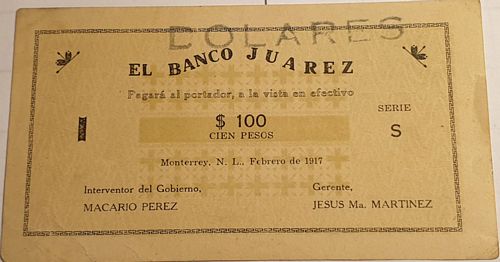 DOLARES
EL BANCO JUAREZ
Pagará al portador, a la vista en efectivo
$ 100
CIEN PESOS
SERIE
S
Monterrey, N. L., Febrero de 1917
Interventor del Gobierno,
MACARIO PEREZ
Gerente,
JESUS Ma. MARTINEZ